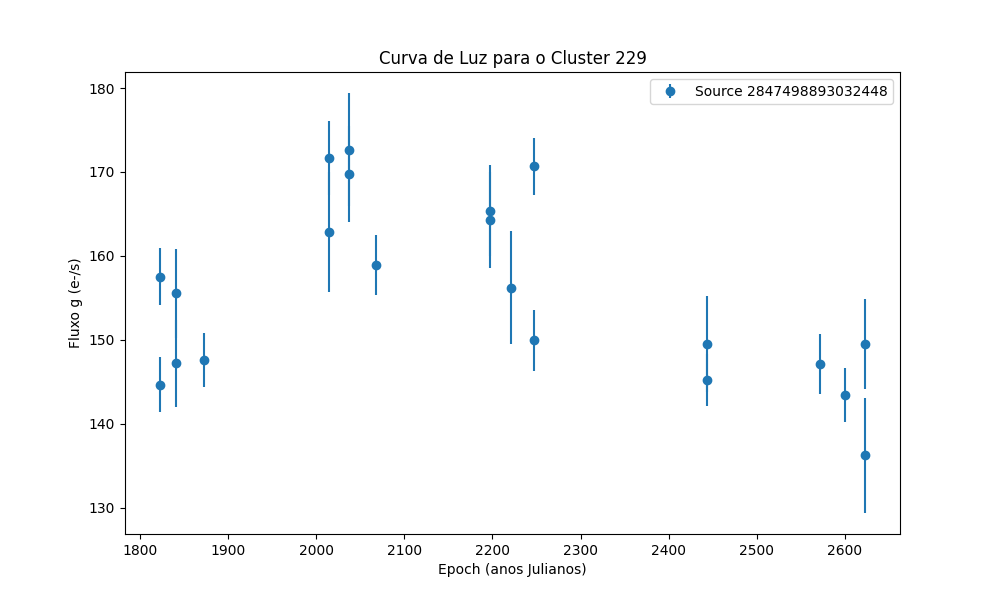 Curva de Luz para o Cluster 229
Source 2847498893032448
180
170
160
150
140
130
Fluxo g (e-/s)
1800 1900 2000 2100 2200 2300 2400 2500 2600
Epoch (anos Julianos)